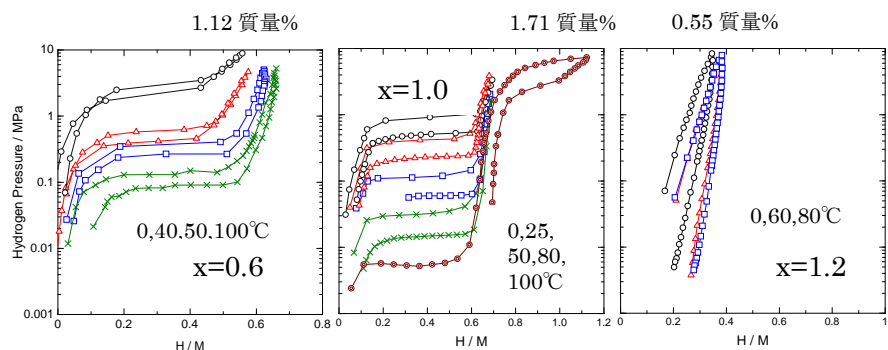 1.12 質量% 1.71 質量% 0.55 質量%
10
1
0.1
0.01
0.001
Hydrogen Pressure / MPa
0,40,50,100℃
x=0.6
0 0.2 0.4 0.6 0.8
H / M
x=1.0
0,25,
50,80,
100℃
0 0.2 0.4 0.6 0.8 1 1.2
H / M
0,60,80℃
x=1.2
0 0.2 0.4 0.6 0.8 1
H / M